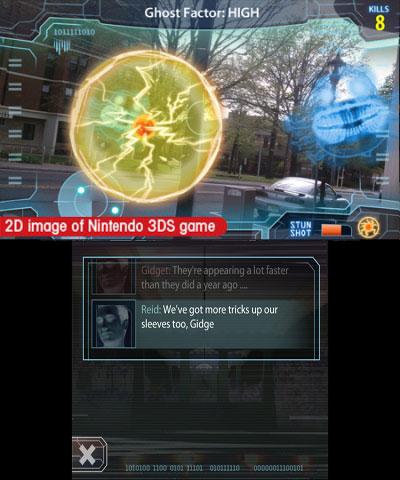 Ghost Factor: HIGH
KILLS
8
1011111010
2D image of Nintendo 3DS game
STUN
SHOT
Gidget: They're appearing a lot faster
than they did a year ago ....
Reid: We've got more tricks up our
sleeves too, Gidge
1010100 1100 0101 11101 010111110 00000011100101